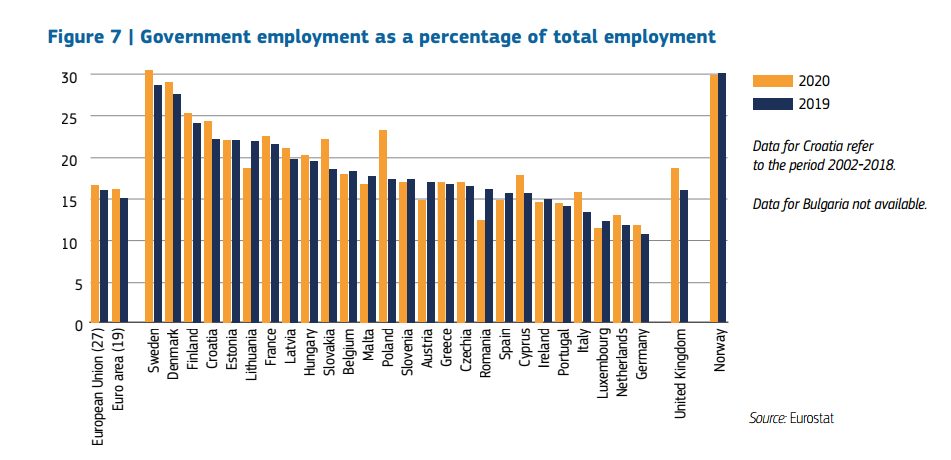 Figure 7 | Government employment as a percentage of total employment
30
25
20
15
10
5
0
European Union (27)
Euro area (19)
Sweden
Denmark
Finland
Croatia
Estonia
Lithuania
France
Latvia
Hungary
Slovakia
Belgium
Malta
Poland
Slovenia
Austria
Greece
Czechia
Romania
Spain
Cyprus
Ireland
Portugal
Italy
Luxembourg
Netherlands
Germany
United Kingdom
Norway
2020
2019
Data for Croatia refer
to the period 2002-2018.
Data for Bulgaria not available.
Source: Eurostat